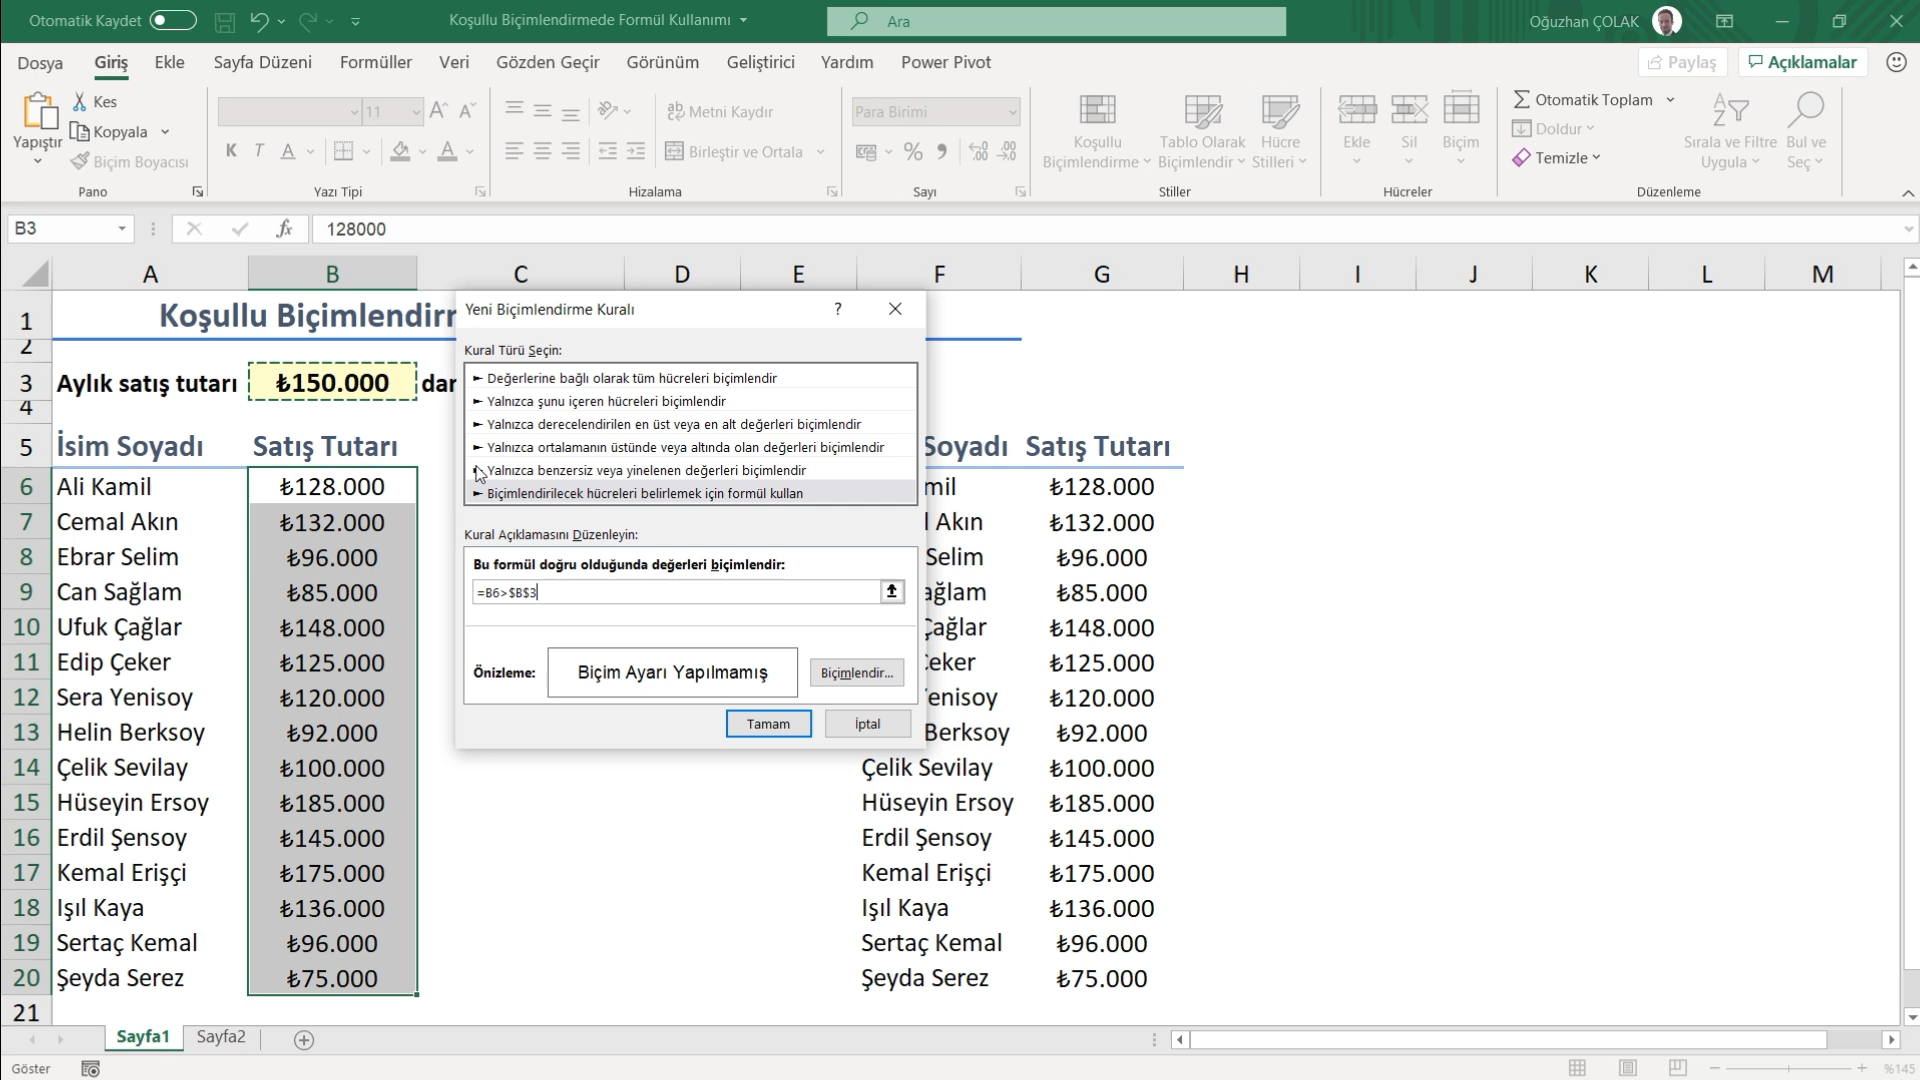 Otomatik Kaydet
Koşullu Biçimlendirmede Formül Kullanımı
Ara
Oğuzhan ÇOLAK
Dosya Giriş Ekle Sayfa Düzeni Formüller Veri Gözden Geçir Görünüm Geliştirici Yardım Power Pivot
Paylaş Açıklamalar
Yapıştır
Kes
Kopyala
Biçim Boyacısı
Pano
11
K T A
Yazı Tipi
Metni Kaydır
Birleştir ve Ortala
Hizalama
Para Birimi
Sayı
Koşullu Biçimlendirme
Tablo Olarak Biçimlendir
Hücre Stilleri
Stiller
Ekle Sil Biçim
Hücreler
Otomatik Toplam
Doldur
Temizle
Sırala ve Filtre Uygula
Bul ve Seç
Düzenleme
B3 fx 128000
A B C D E F G H I J K L M
1 Koşullu Biçimlendir
2
3 Aylık satış tutarı ₺150.000 dan
4
5 İsim Soyadı Satış Tutarı Soyadı Satış Tutarı
6 Ali Kamil ₺128.000 mil ₺128.000
7 Cemal Akın ₺132.000 l Akın ₺132.000
8 Ebrar Selim ₺96.000 Selim ₺96.000
9 Can Sağlam ₺85.000 ağlam ₺85.000
10 Ufuk Çağlar ₺148.000 Çağlar ₺148.000
11 Edip Çeker ₺125.000 Çeker ₺125.000
12 Sera Yenisoy ₺120.000 enisoy ₺120.000
13 Helin Berksoy ₺92.000 Berksoy ₺92.000
14 Çelik Sevilay ₺100.000 Çelik Sevilay ₺100.000
15 Hüseyin Ersoy ₺185.000 Hüseyin Ersoy ₺185.000
16 Erdil Şensoy ₺145.000 Erdil Şensoy ₺145.000
17 Kemal Erişçi ₺175.000 Kemal Erişçi ₺175.000
18 Işıl Kaya ₺136.000 Işıl Kaya ₺136.000
19 Sertaç Kemal ₺96.000 Sertaç Kemal ₺96.000
20 Şeyda Serez ₺75.000 Şeyda Serez ₺75.000
21
Yeni Biçimlendirme Kuralı ?
Kural Türü Seçin:
► Değerlerine bağlı olarak tüm hücreleri biçimlendir
► Yalnızca şunu içeren hücreleri biçimlendir
► Yalnızca derecelendirilen en üst veya en alt değerleri biçimlendir
► Yalnızca ortalamanın üstünde veya altında olan değerleri biçimlendir
► Yalnızca benzersiz veya yinelenen değerleri biçimlendir
► Biçimlendirilecek hücreleri belirlemek için formül kullan
Kural Açıklamasını Düzenleyin:
Bu formül doğru olduğunda değerleri biçimlendir:
=B6>$B$3
Önizleme: Biçim Ayarı Yapılmamış Biçimlendir...
Tamam İptal
Sayfa1 Sayfa2
Göster
%145